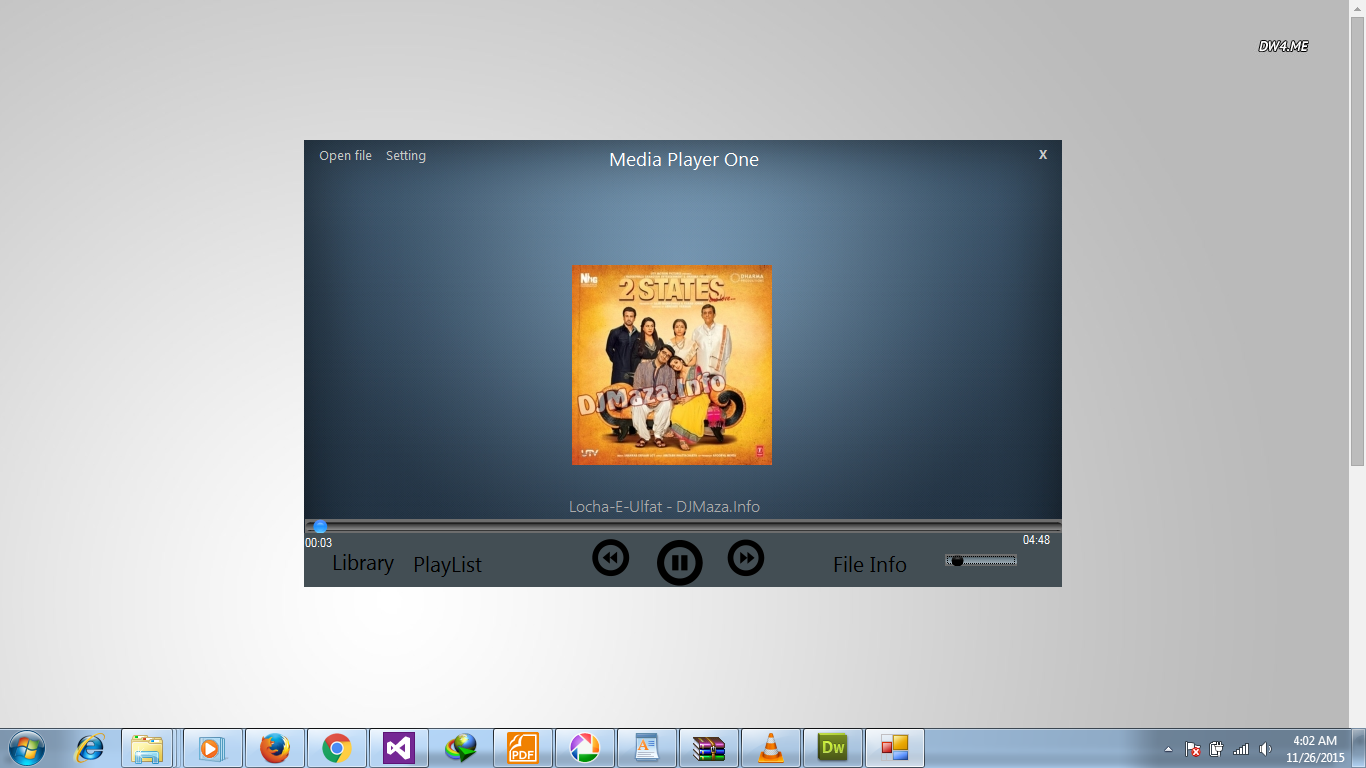 DW4.ME
Open file Setting Media Player One X
2 STATES
DHARMA
DJMaza.Info
UTV
Locha-E-Ulfat - DJMaza.Info
00:03 04:48
Library PlayList File Info
PDF
Dw
4:02 AM
11/26/2015